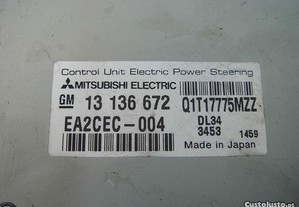 Control Unit Electric Power Steering
MITSUBISHI ELECTRIC
GM 13 136 672 Q1T17775MZZ
EA2CEC-004 DL34
3453 1459
Made in Japan
CustoJusto.pt